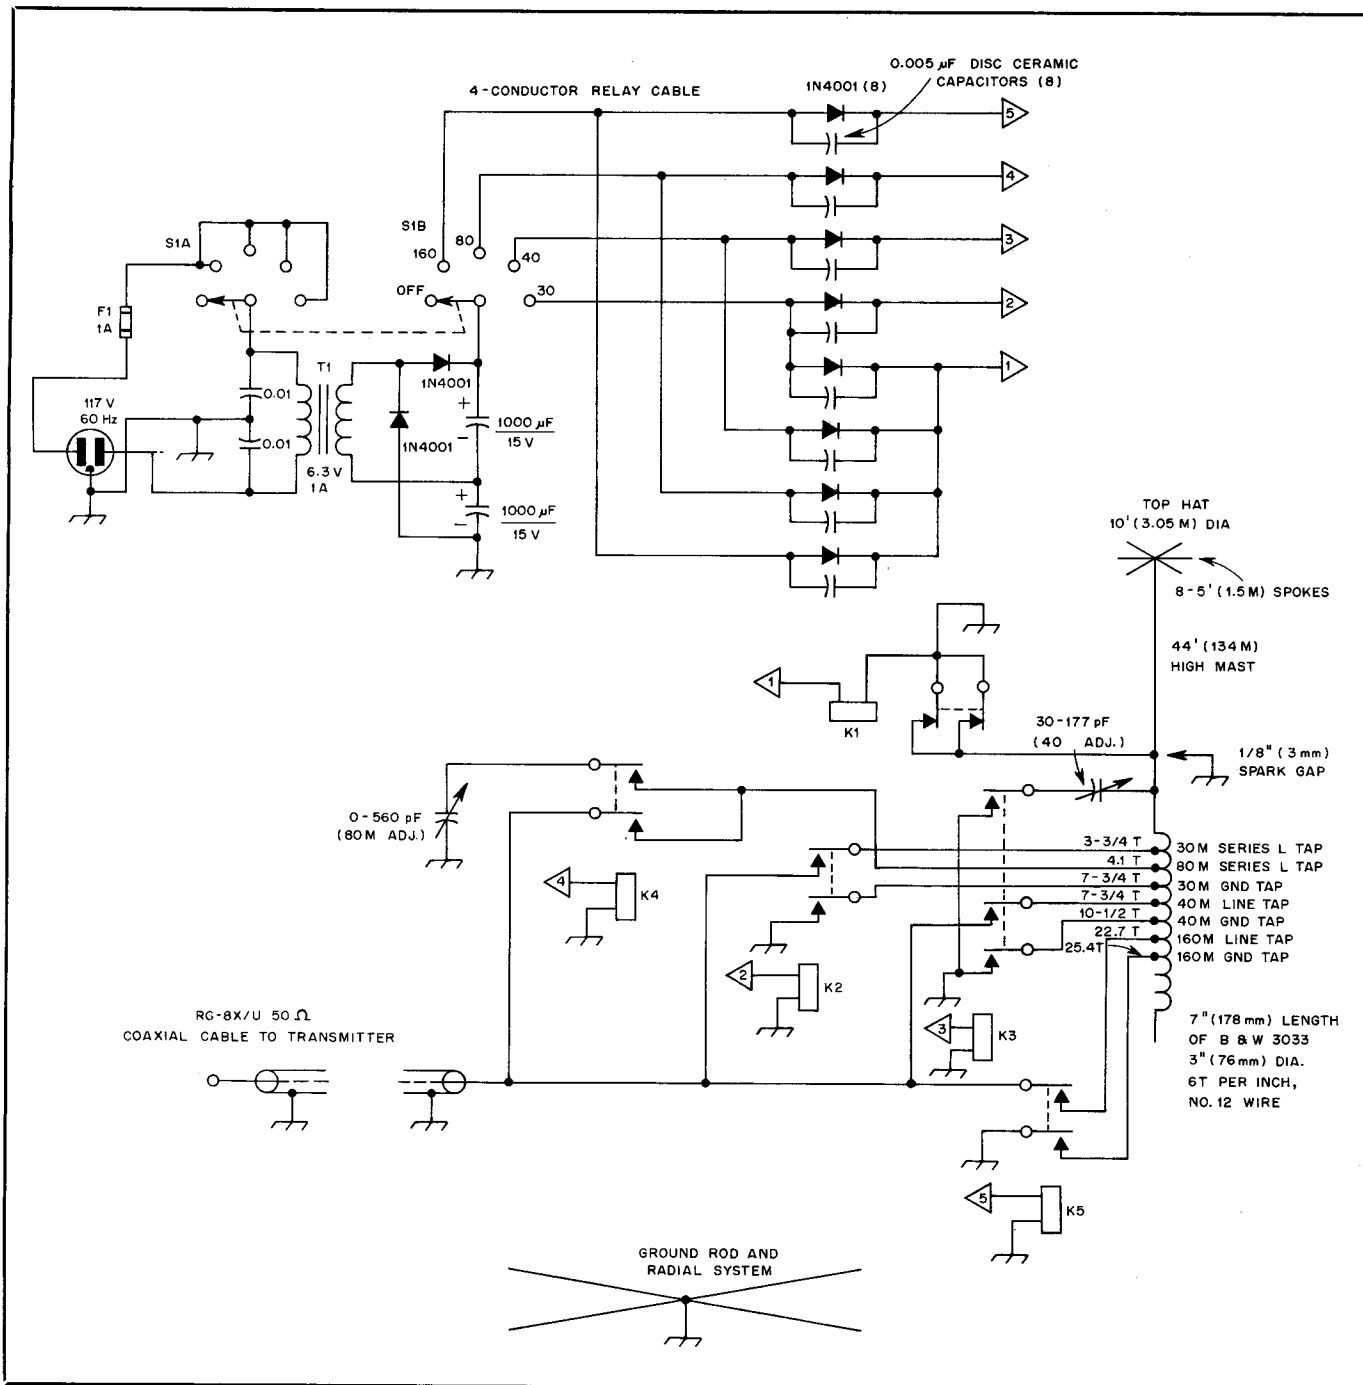 0.005 µF DISC CERAMIC
CAPACITORS (8)
4-CONDUCTOR RELAY CABLE
1N4001 (8)
5
4
3
2
1
S1A
S1B
160
80
40
OFF
30
F1
1A
T1
0.01
0.01
117 V
60 Hz
6.3 V
1 A
1N4001
1N4001
+
-
1000 µF
15 V
+
-
1000 µF
15 V
TOP HAT
10' (3.05 M) DIA
8-5' (1.5 M) SPOKES
44' (134 M)
HIGH MAST
1
K1
30-177 pF
(40 ADJ.)
1/8" (3 mm)
SPARK GAP
0-560 pF
(80M ADJ.)
4
K4
2
K2
3
K3
5
K5
3-3/4 T
30M SERIES L TAP
4.1 T
80M SERIES L TAP
7-3/4 T
30M GND TAP
7-3/4 T
40M LINE TAP
10-1/2 T
40M GND TAP
22.7 T
160M LINE TAP
25.4T
160M GND TAP
7" (178 mm) LENGTH
OF B & W 3033
3" (76 mm) DIA.
6T PER INCH,
NO. 12 WIRE
RG-8X/U 50 Ω
COAXIAL CABLE TO TRANSMITTER
GROUND ROD AND
RADIAL SYSTEM